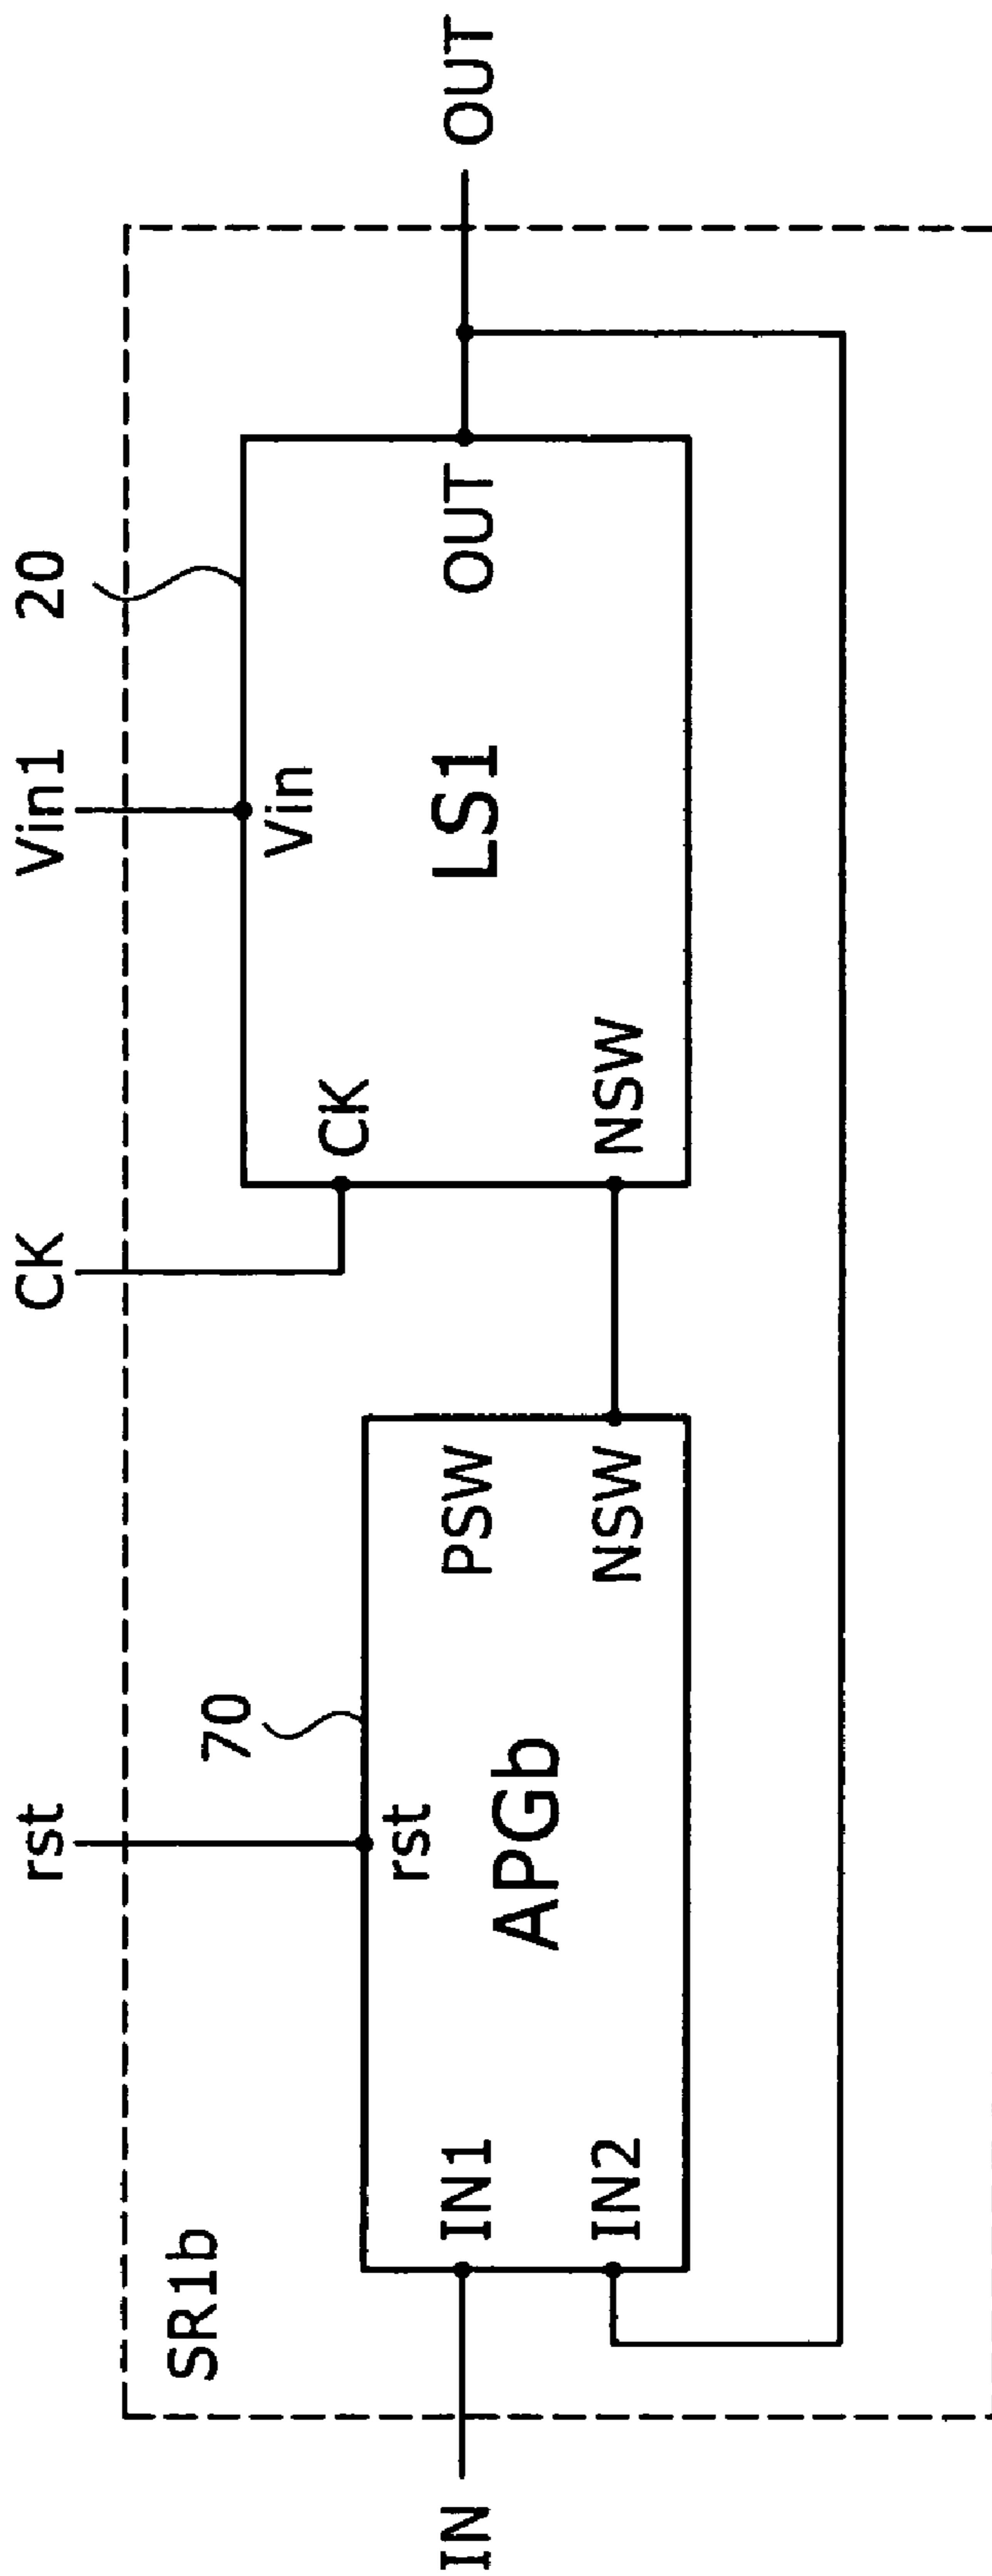 rst
CK
Vin1
20
SR1b
70
rst
CK
Vin
IN
IN1
APGb
PSW
LS1
OUT
OUT
IN2
NSW
NSW